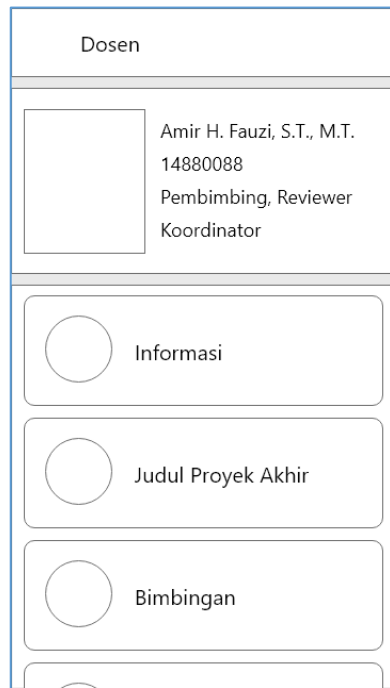 Dosen
Amir H. Fauzi, S.T., M.T.
14880088
Pembimbing, Reviewer
Koordinator
Informasi
Judul Proyek Akhir
Bimbingan